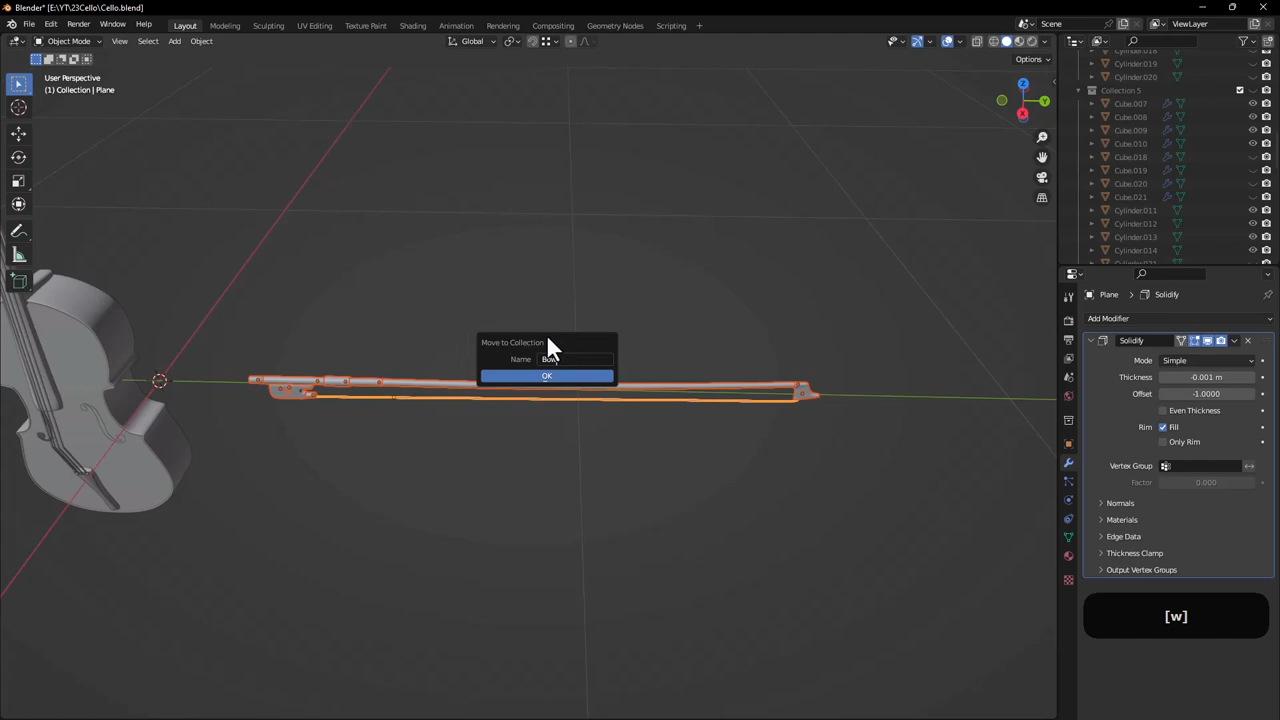 Blender* [E:\YT\23Cello\Cello.blend]
File Edit Render Window Help Layout Modeling Sculpting UV Editing Texture Paint Shading Animation Rendering Compositing Geometry Nodes Scripting + Scene ViewLayer
Object Mode View Select Add Object Global
Options
User Perspective
(1) Collection | Plane
Z
Y
X
Cylinder.018
Cylinder.019
Cylinder.020
Collection 5
Cube.007
Cube.008
Cube.009
Cube.010
Cube.018
Cube.019
Cube.020
Cube.021
Cylinder.011
Cylinder.012
Cylinder.013
Cylinder.014
Cylinder.021
Plane > Solidify
Add Modifier
Solidify
Mode Simple
Thickness -0.001 m
Offset -1.0000
Even Thickness
Rim Fill
Only Rim
Vertex Group
Factor 0.000
Normals
Materials
Edge Data
Thickness Clamp
Output Vertex Groups
Move to Collection
Name Bow
OK
[w]